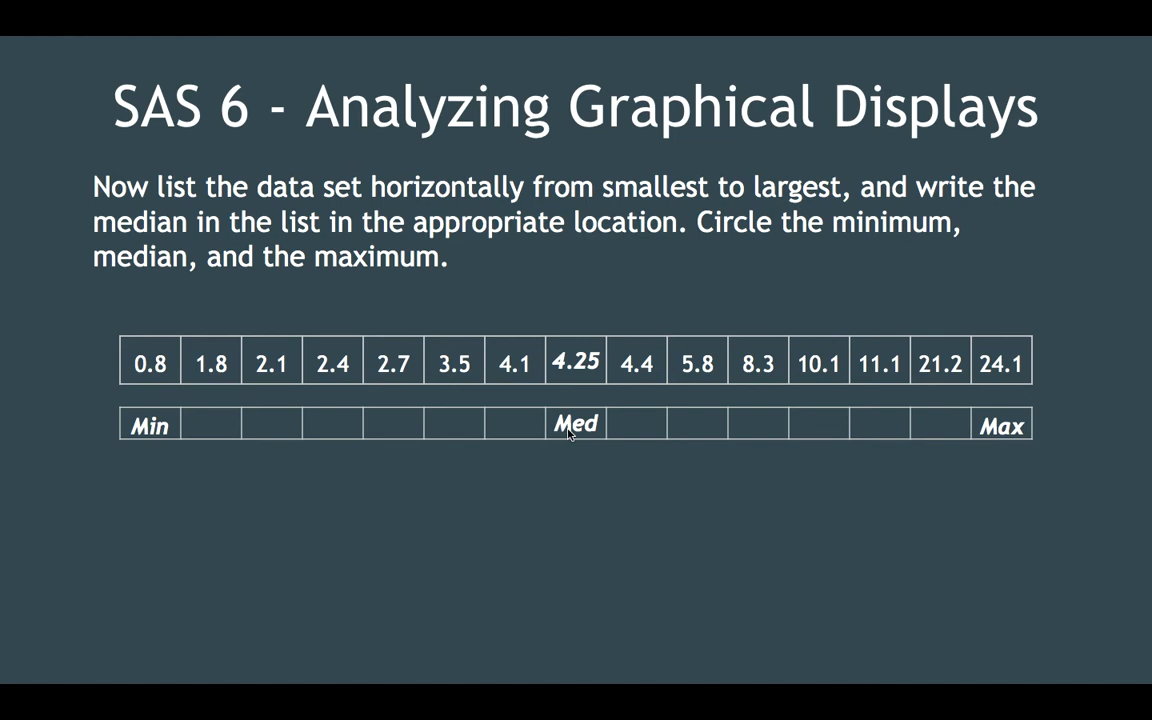 SAS 6 - Analyzing Graphical Displays
Now list the data set horizontally from smallest to largest, and write the
median in the list in the appropriate location. Circle the minimum,
median, and the maximum.
0.8 1.8 2.1 2.4 2.7 3.5 4.1 4.25 4.4 5.8 8.3 10.1 11.1 21.2 24.1
Min Med Max